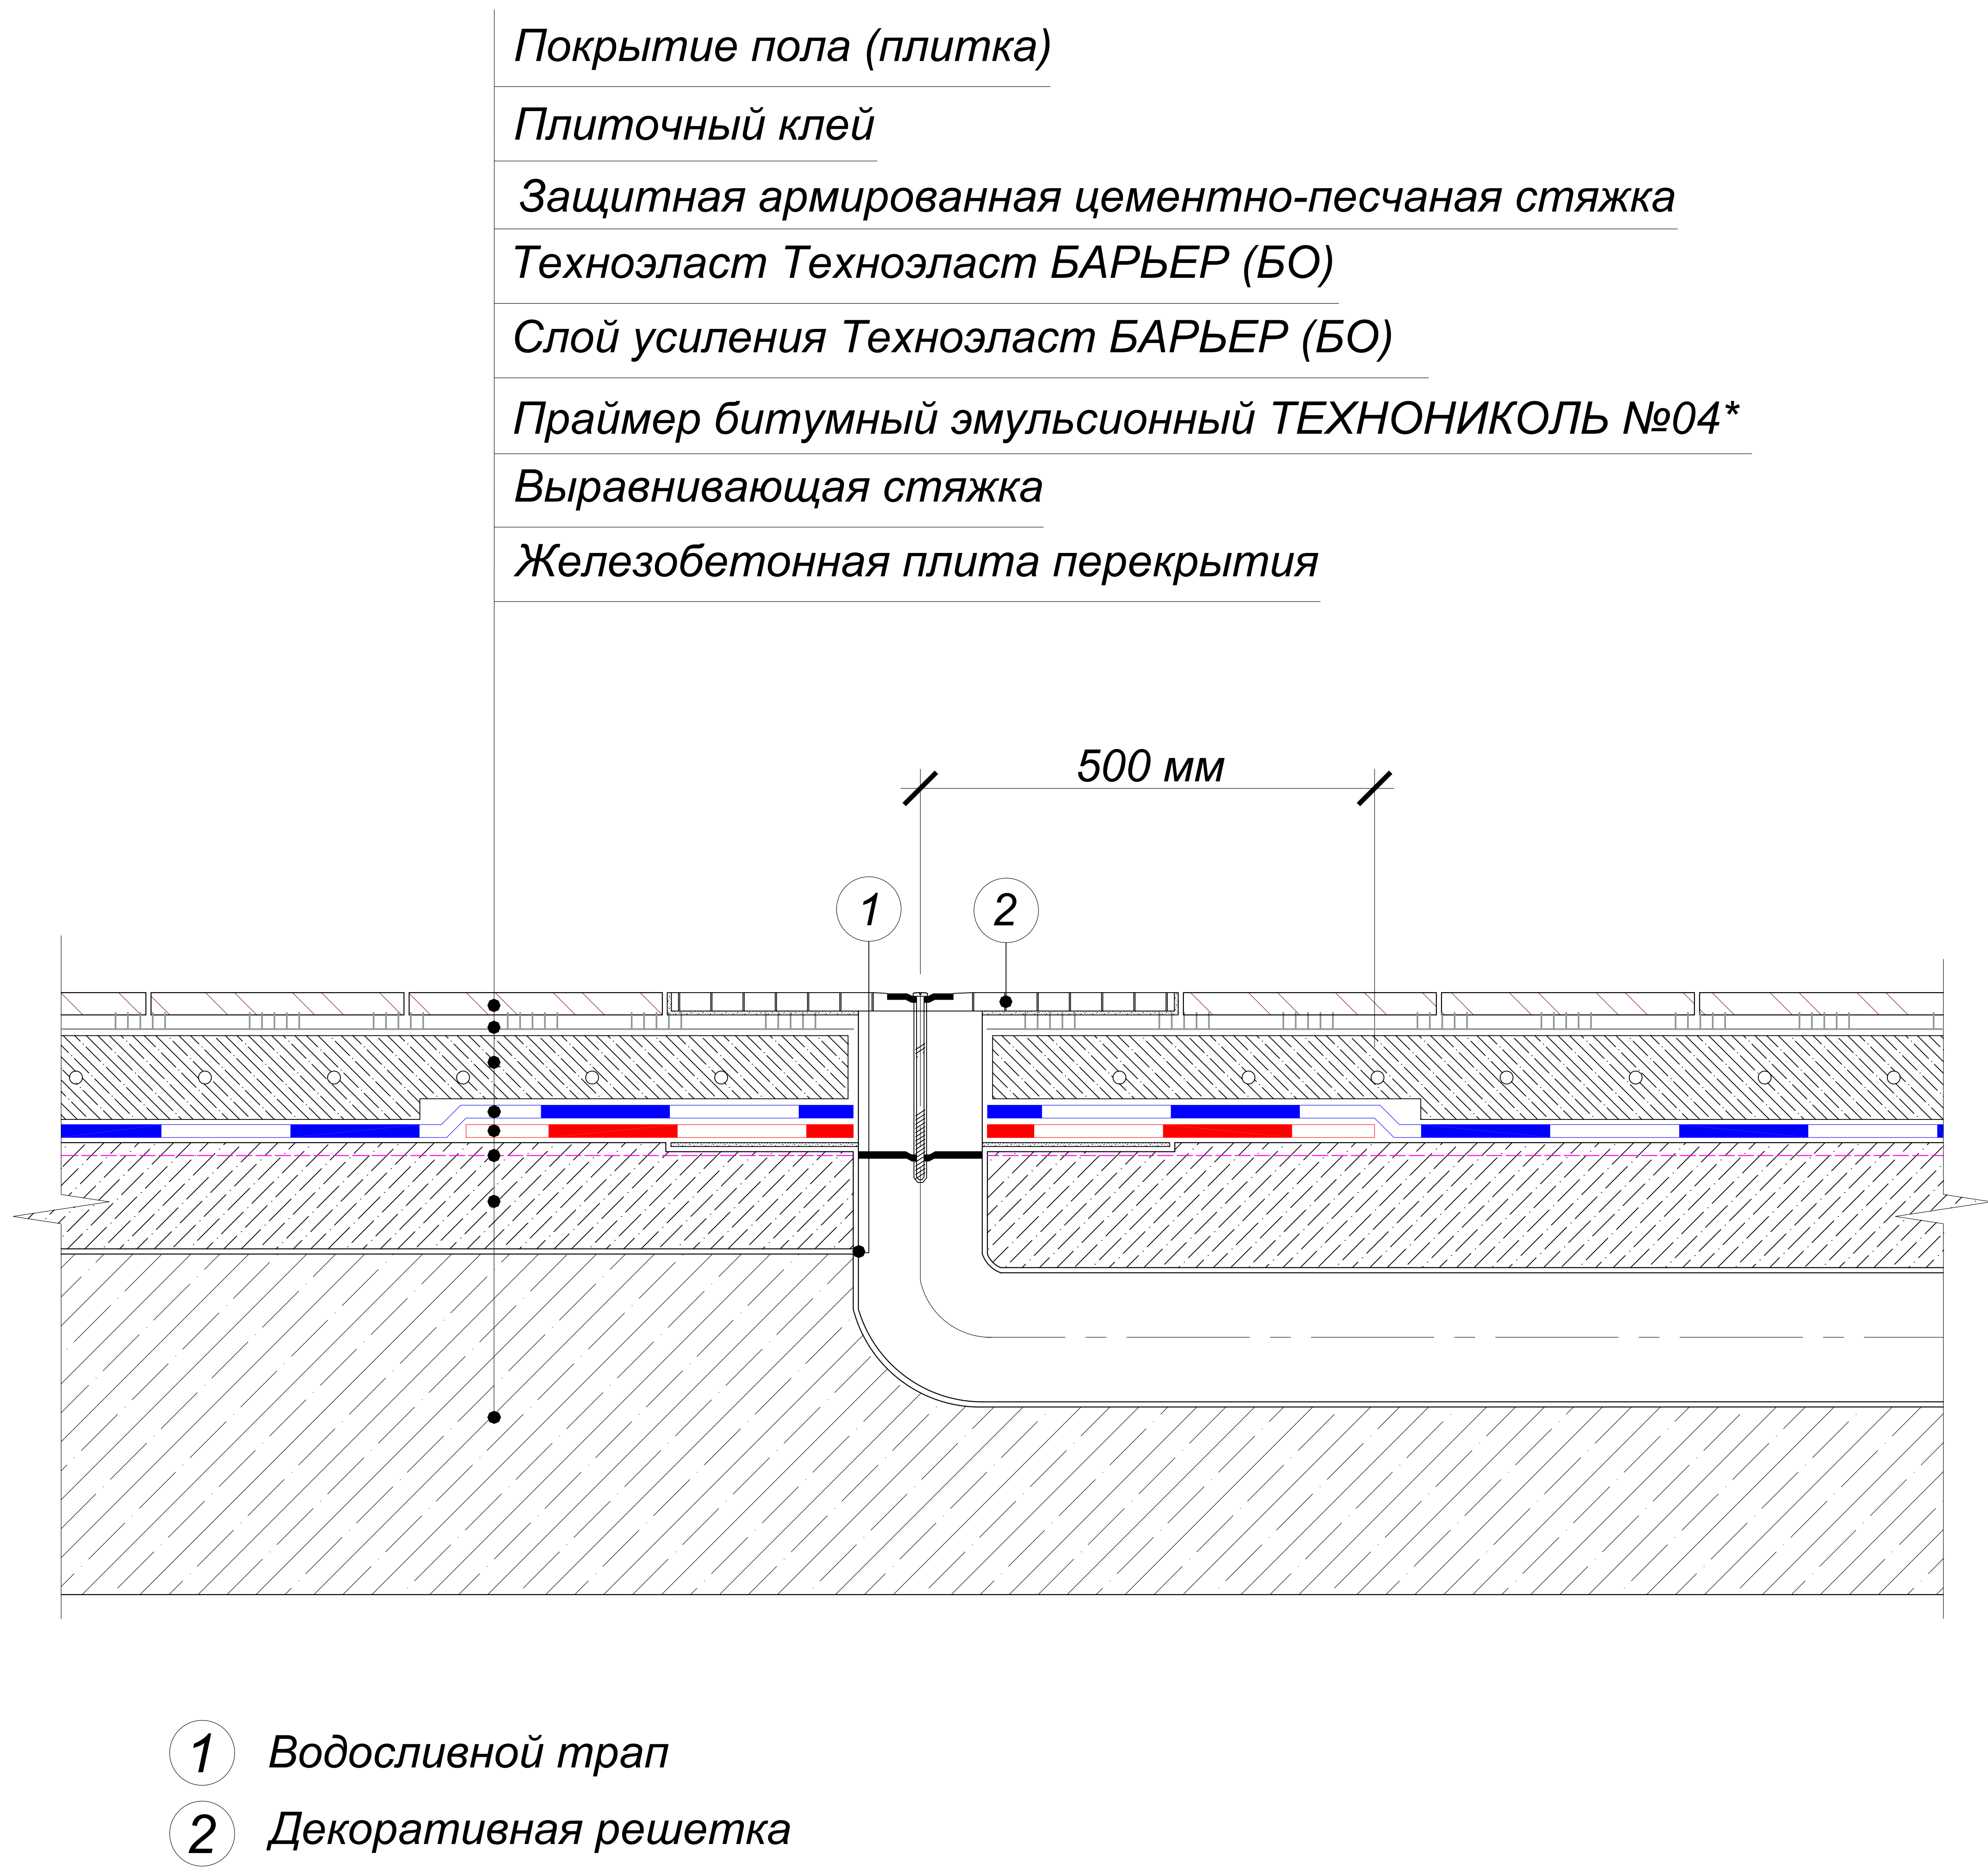 Покрытие пола (плитка)
Плиточный клей
Защитная армированная цементно-песчаная стяжка
Техноэласт Техноэласт БАРЬЕР (БО)
Слой усиления Техноэласт БАРЬЕР (БО)
Праймер битумный эмульсионный ТЕХНОНИКОЛЬ №04*
Выравнивающая стяжка
Железобетонная плита перекрытия
500 мм
1 2
1 Водосливной трап
2 Декоративная решетка